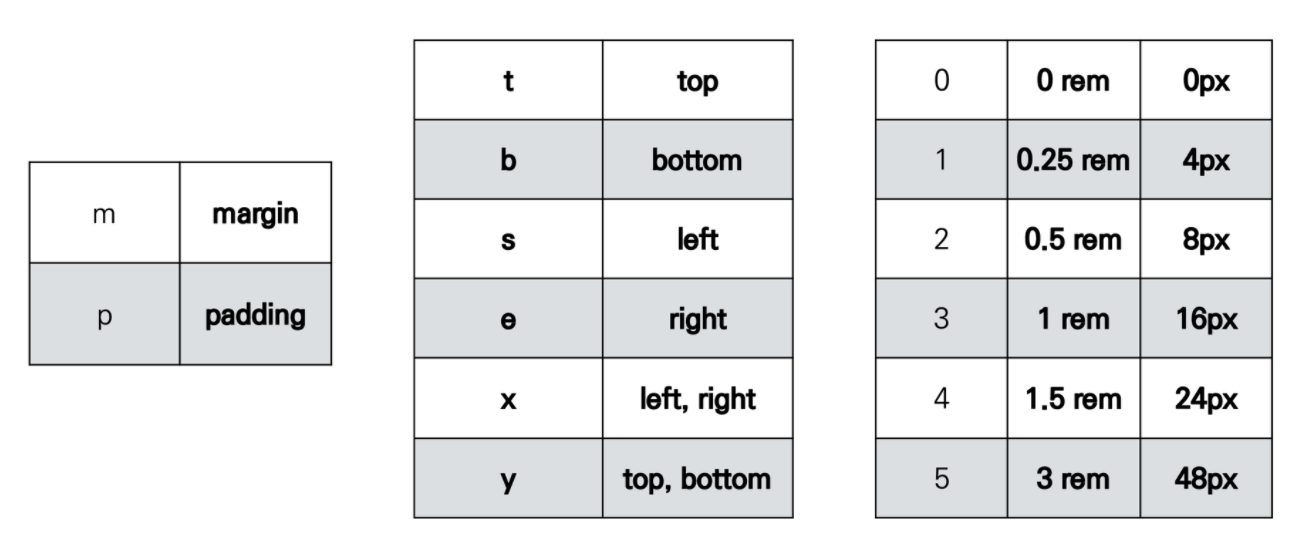 m margin
p padding
t top
b bottom
s left
e right
x left, right
y top, bottom
0 0 rem 0px
1 0.25 rem 4px
2 0.5 rem 8px
3 1 rem 16px
4 1.5 rem 24px
5 3 rem 48px